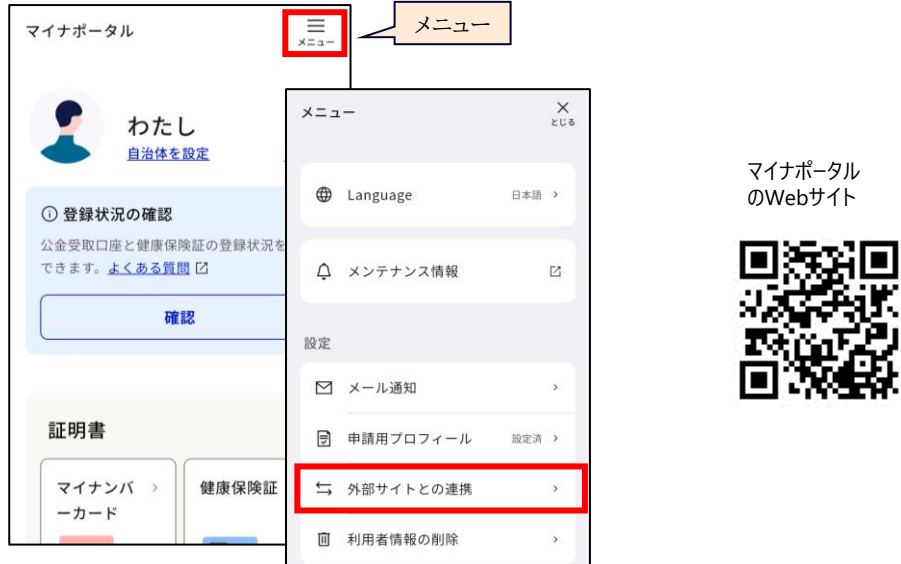 マイナポータル
メニュー
メニュー
わたし
自治体を設定
登録状況の確認
公金受取口座と健康保険証の登録状況を
できます。よくある質問
確認
証明書
マイナンバ
ーカード
健康保険証
メニュー
とじる
Language 日本語
メンテナンス情報
設定
メール通知
申請用プロフィール 設定済
外部サイトとの連携
利用者情報の削除
マイナポータル
のWebサイト